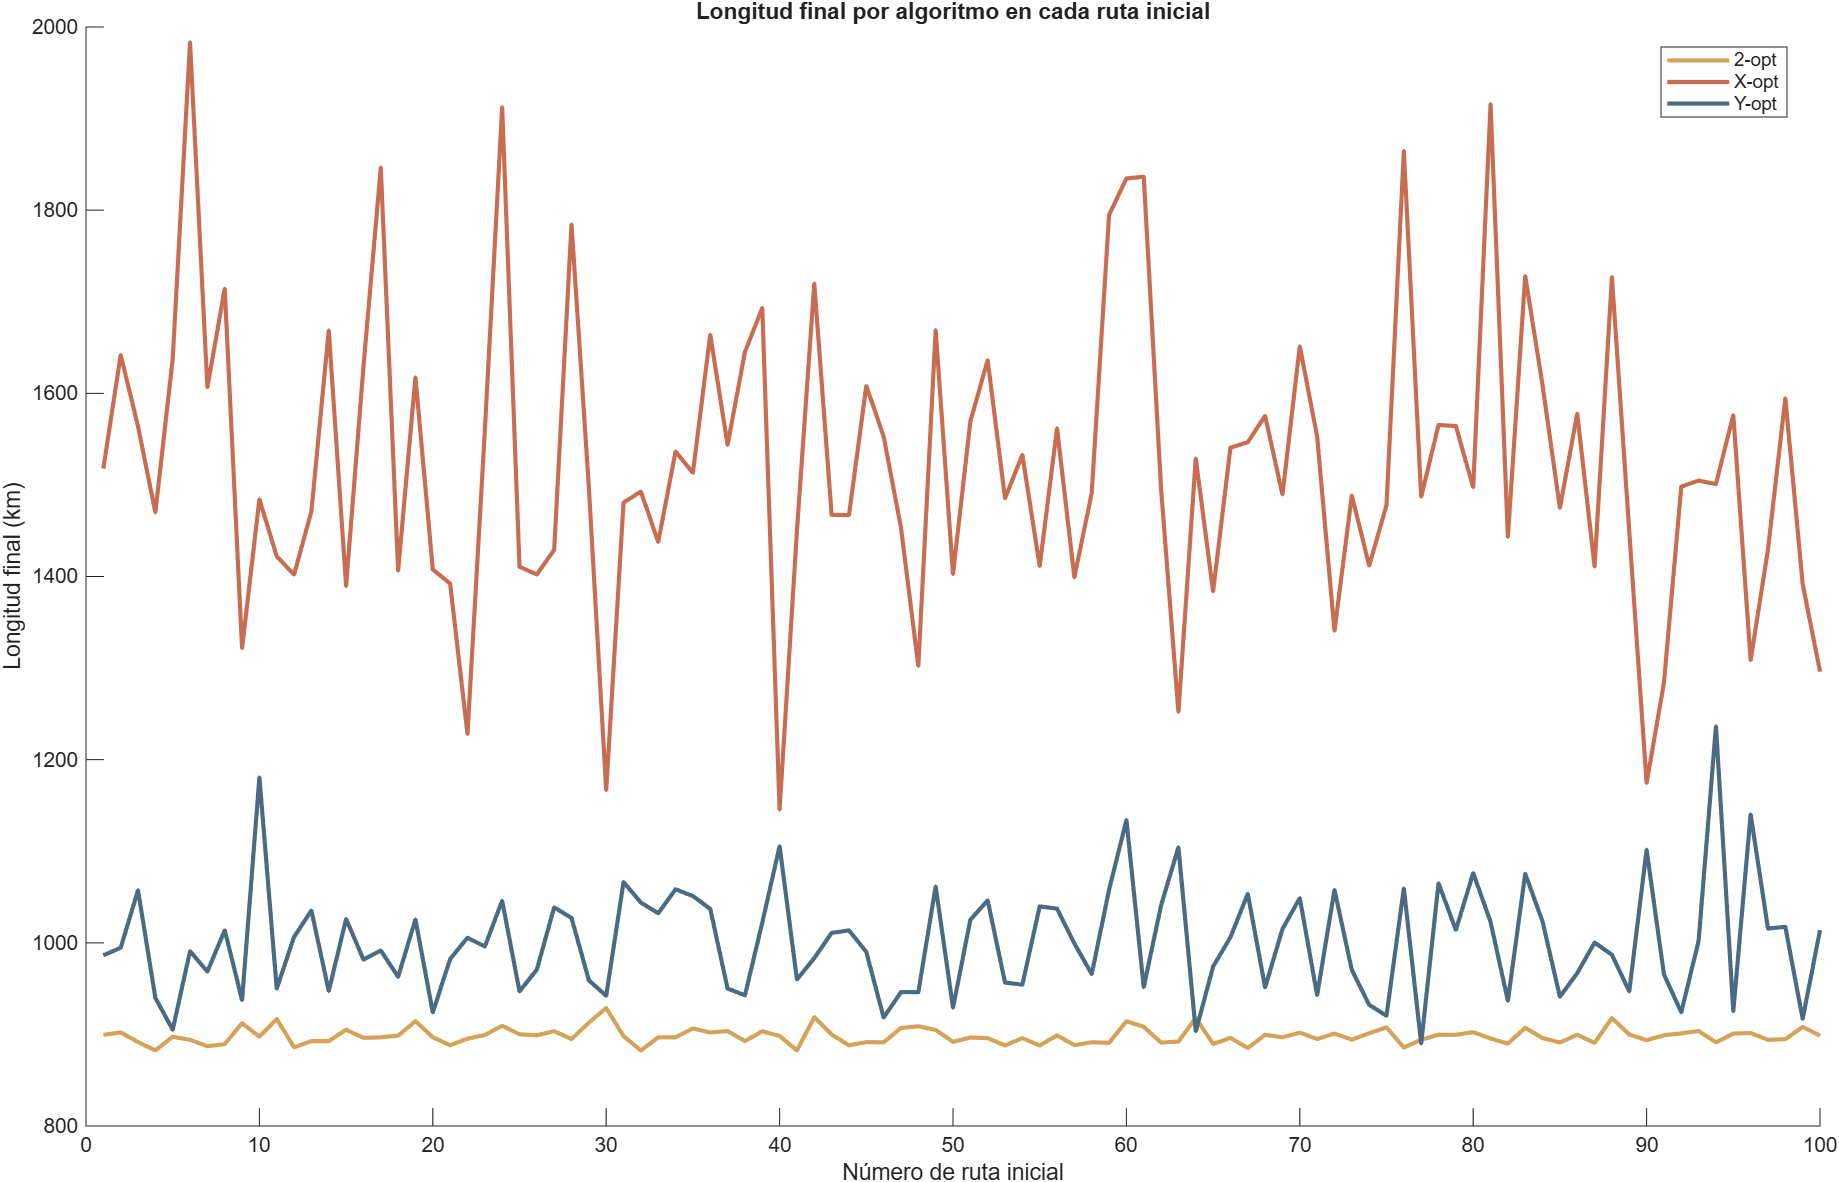 Longitud final por algoritmo en cada ruta inicial
2-opt
X-opt
Y-opt
Longitud final (km)
2000
1800
1600
1400
1200
1000
800
0 10 20 30 40 50 60 70 80 90 100
Número de ruta inicial